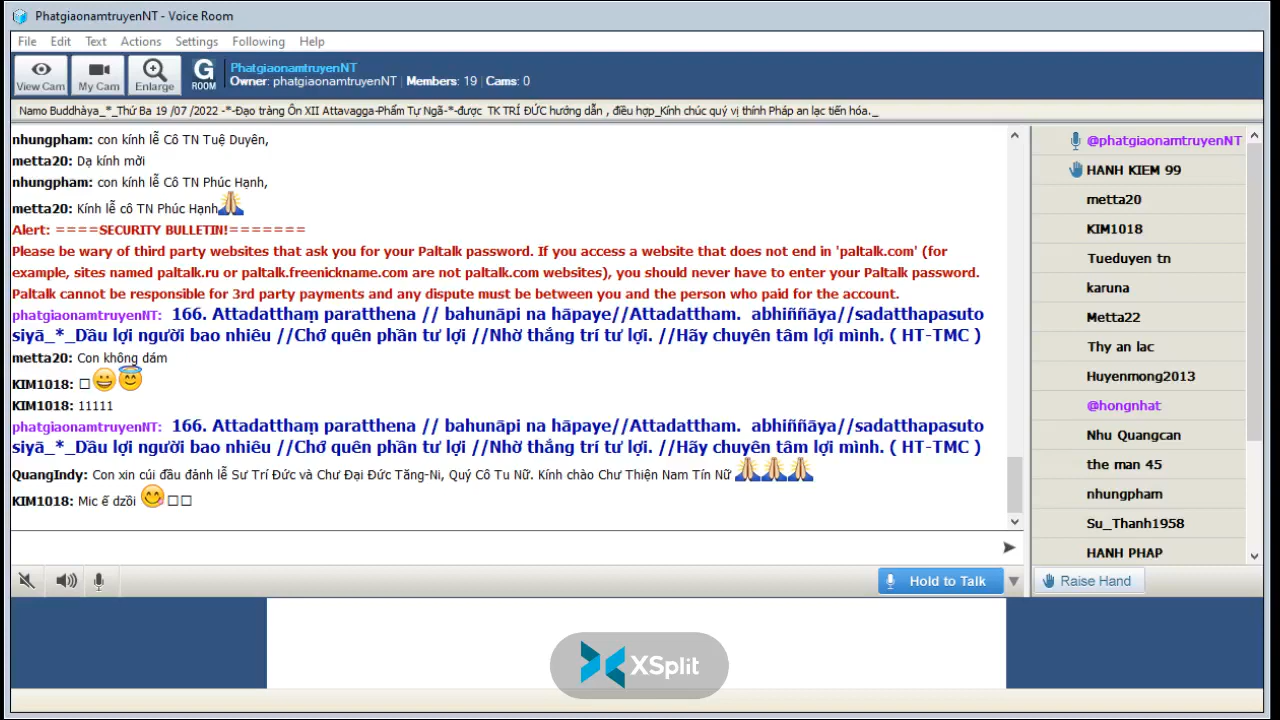 PhatgiaonamtruyenNT - Voice Room
File Edit Text Actions Settings Following Help
View Cam My Cam Enlarge G ROOM
PhatgiaonamtruyenNT
Owner: phatgiaonamtruyenNT | Members: 19 | Cams: 0
Namo Buddhàya_*_Thứ Ba 19 /07 /2022 -*-Đạo tràng Ôn XII Attavagga-Phẩm Tự Ngã-*-được TK TRÍ ĐỨC hướng dẫn , điều hợp_Kính chúc quý vị thính Pháp an lạc tiến hóa._
nhungpham: con kính lễ Cô TN Tuệ Duyên,
metta20: Dạ kính mời
nhungpham: con kính lễ Cô TN Phúc Hạnh,
metta20: Kính lễ cô TN Phúc Hạnh🙏
Alert: ====SECURITY BULLETIN!=======
Please be wary of third party websites that ask you for your Paltalk password. If you access a website that does not end in 'paltalk.com' (for
example, sites named paltalk.ru or paltalk.freenickname.com are not paltalk.com websites), you should never have to enter your Paltalk password.
Paltalk cannot be responsible for 3rd party payments and any dispute must be between you and the person who paid for the account.
phatgiaonamtruyenNT: 166. Attadatthaṃ paratthena // bahunāpi na hāpaye//Attadattham. abhiññāya//sadatthapasuto
siyā_*_Dầu lợi người bao nhiêu //Chớ quên phần tư lợi //Nhờ thắng trí tư lợi. //Hãy chuyên tâm lợi mình. ( HT-TMC )
metta20: Con không dám
KIM1018: □😀😇
KIM1018: 11111
phatgiaonamtruyenNT: 166. Attadatthaṃ paratthena // bahunāpi na hāpaye//Attadattham. abhiññāya//sadatthapasuto
siyā_*_Dầu lợi người bao nhiêu //Chớ quên phần tư lợi //Nhờ thắng trí tư lợi. //Hãy chuyên tâm lợi mình. ( HT-TMC )
QuangIndy: Con xin cúi đầu đảnh lễ Sư Trí Đức và Chư Đại Đức Tăng-Ni, Quý Cô Tu Nữ. Kính chào Chư Thiện Nam Tín Nữ 🙏🙏🙏
KIM1018: Mic ế dzồi 😋□□
@phatgiaonamtruyenNT
HANH KIEM 99
metta20
KIM1018
Tueduyen tn
karuna
Metta22
Thy an lac
Huyenmong2013
@hongnhat
Nhu Quangcan
the man 45
nhungpham
Su_Thanh1958
HANH PHAP
Hold to Talk
Raise Hand
XSplit